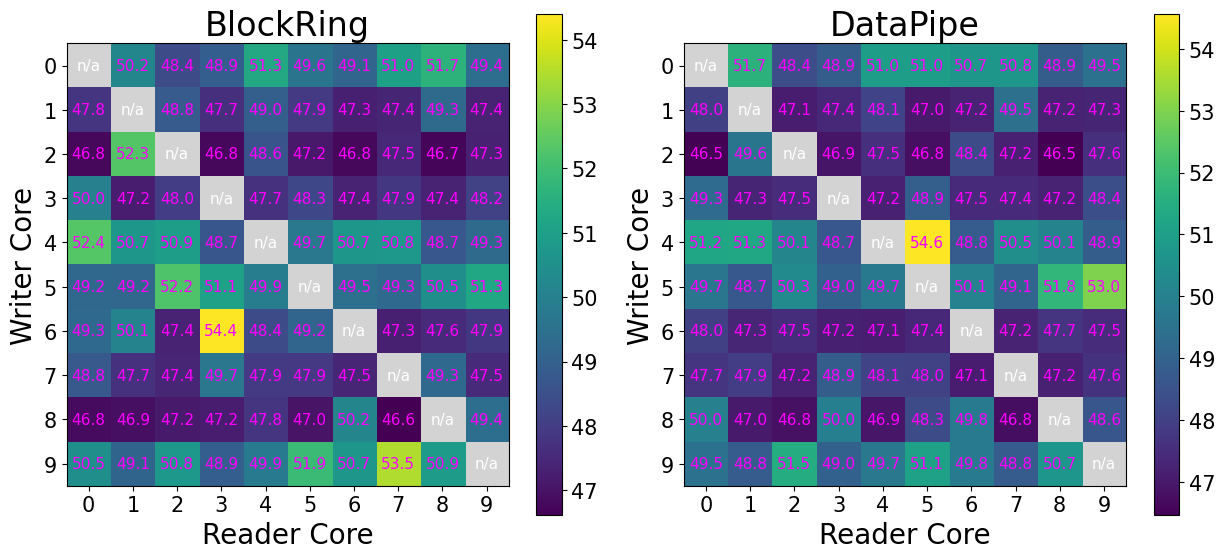 BlockRing
0 n/a 50.2 48.4 48.9 51.3 49.6 49.1 51.0 51.7 49.4
1 47.8 n/a 48.8 47.7 49.0 47.9 47.3 47.4 49.3 47.4
2 46.8 52.3 n/a 46.8 48.6 47.2 46.8 47.5 46.7 47.3
3 50.0 47.2 48.0 n/a 47.7 48.3 47.4 47.9 47.4 48.2
4 52.4 50.7 50.9 48.7 n/a 49.7 50.7 50.8 48.7 49.3
5 49.2 49.2 52.2 51.1 49.9 n/a 49.5 49.3 50.5 51.3
6 49.3 50.1 47.4 54.4 48.4 49.2 n/a 47.3 47.6 47.9
7 48.8 47.7 47.4 49.7 47.9 47.9 47.5 n/a 49.3 47.5
8 46.8 46.9 47.2 47.2 47.8 47.0 50.2 46.6 n/a 49.4
9 50.5 49.1 50.8 48.9 49.9 51.9 50.7 53.5 50.9 n/a
0 1 2 3 4 5 6 7 8 9
Reader Core
Writer Core
54
53
52
51
50
49
48
47
DataPipe
0 n/a 51.7 48.4 48.9 51.0 51.0 50.7 50.8 48.9 49.5
1 48.0 n/a 47.1 47.4 48.1 47.0 47.2 49.5 47.2 47.3
2 46.5 49.6 n/a 46.9 47.5 46.8 48.4 47.2 46.5 47.6
3 49.3 47.3 47.5 n/a 47.2 48.9 47.5 47.4 47.2 48.4
4 51.2 51.3 50.1 48.7 n/a 54.6 48.8 50.5 50.1 48.9
5 49.7 48.7 50.3 49.0 49.7 n/a 50.1 49.1 51.8 53.0
6 48.0 47.3 47.5 47.2 47.1 47.4 n/a 47.2 47.7 47.5
7 47.7 47.9 47.2 48.9 48.1 48.0 47.1 n/a 47.2 47.6
8 50.0 47.0 46.8 50.0 46.9 48.3 49.8 46.8 n/a 48.6
9 49.5 48.8 51.5 49.0 49.7 51.1 49.8 48.8 50.7 n/a
0 1 2 3 4 5 6 7 8 9
Reader Core
Writer Core
54
53
52
51
50
49
48
47